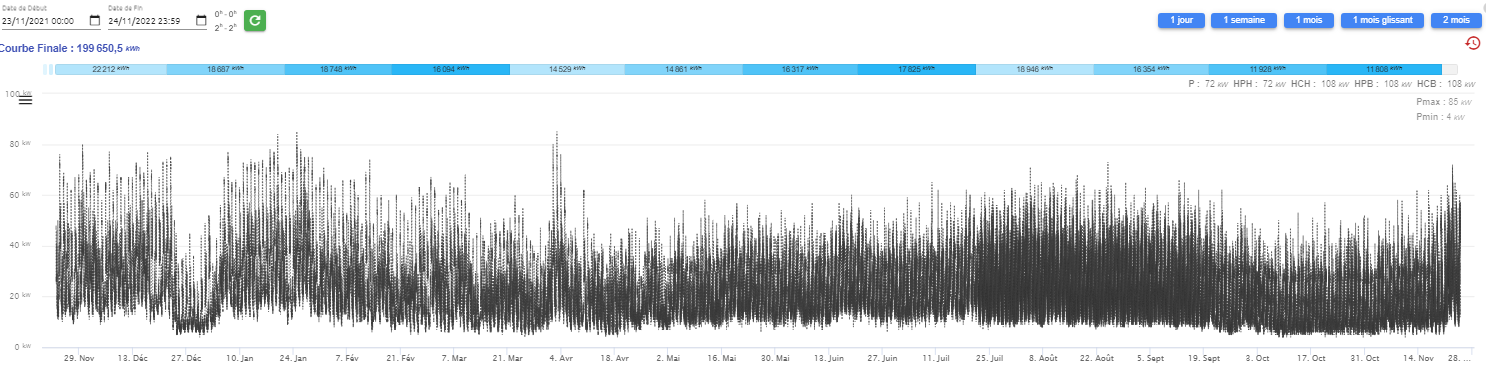 Date de Début Date de Fin
23/11/2021 00:00 24/11/2022 23:59 0h - 0h
2h - 2h
1 jour 1 semaine 1 mois 1 mois glissant 2 mois
Courbe Finale : 199 650,5 kWh
22 212 kWh 18 687 kWh 18 748 kWh 16 094 kWh 14 529 kWh 14 861 kWh 16 317 kWh 17 825 kWh 18 946 kWh 16 354 kWh 11 928 kWh 11 808 kWh
P : 72 kW HPH : 72 kW HCH : 108 kW HPB : 108 kW HCB : 108 kW
Pmax : 85 kW
Pmin : 4 kW
100 kW
80 kW
60 kW
40 kW
20 kW
0 kW
29. Nov 13. Déc 27. Déc 10. Jan 24. Jan 7. Fév 21. Fév 7. Mar 21. Mar 4. Avr 18. Avr 2. Mai 16. Mai 30. Mai 13. Juin 27. Juin 11. Juil 25. Juil 8. Août 22. Août 5. Sept 19. Sept 3. Oct 17. Oct 31. Oct 14. Nov 28. ...